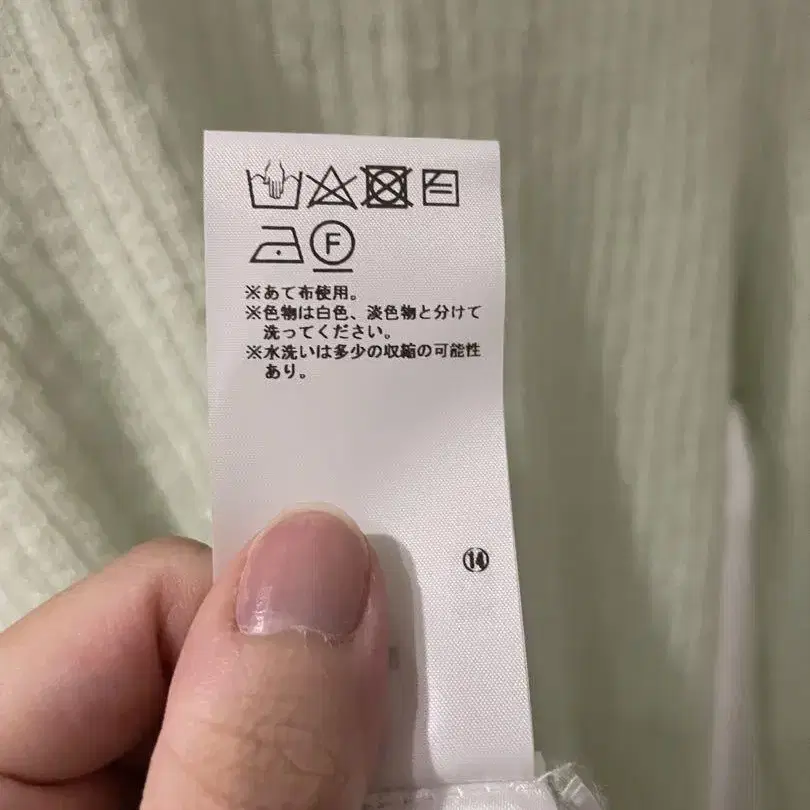 F
※あて布使用。
※色物は白色、淡色物と分けて
洗ってください。
※水洗いは多少の収縮の可能性
あり。
⑭